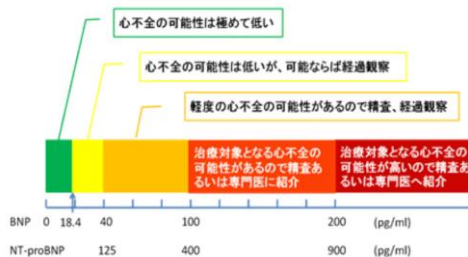 心不全の可能性は極めて低い
心不全の可能性は低いが、可能ならば経過観察
軽度の心不全の可能性があるので精査、経過観察
治療対象となる心不全の
可能性があるので精査あ
るいは専門医に紹介
治療対象となる心不全の
可能性が高いので精査あ
るいは専門医へ紹介
BNP 0 18.4 40 100 200 (pg/ml)
NT-proBNP 125 400 900 (pg/ml)